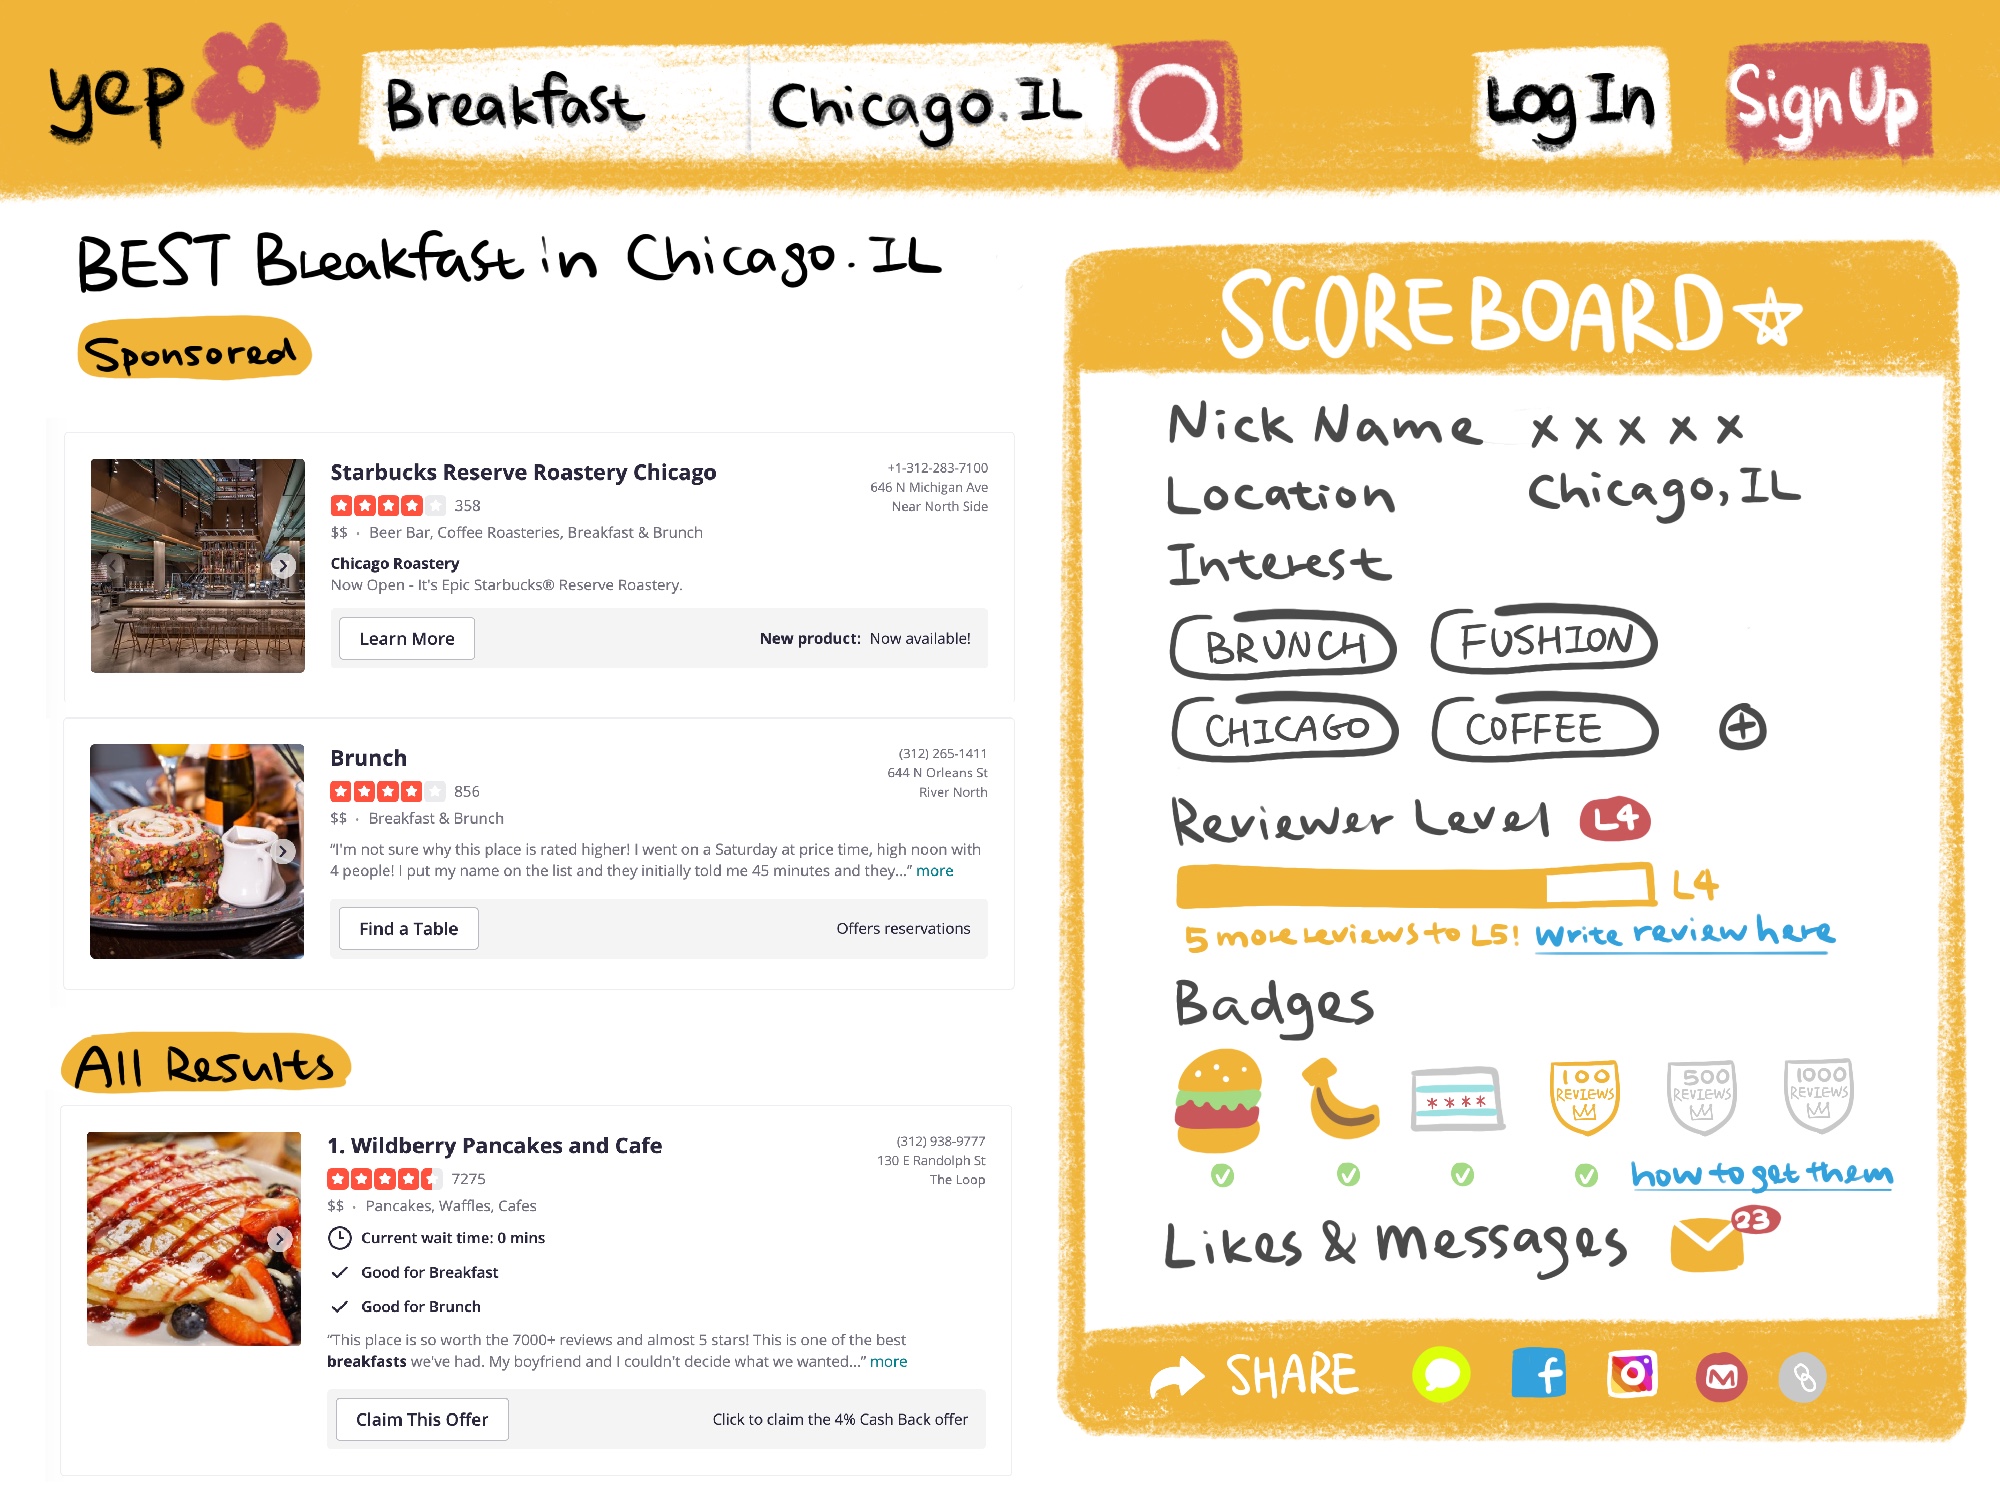 yep
Breakfast
Chicago.IL
Log In
Sign Up
BEST Breakfast in Chicago.IL
Sponsored
Starbucks Reserve Roastery Chicago
358
$$ · Beer Bar, Coffee Roasteries, Breakfast & Brunch
+1-312-283-7100
646 N Michigan Ave
Near North Side
Chicago Roastery
Now Open - It's Epic Starbucks® Reserve Roastery.
Learn More
New product: Now available!
Brunch
856
$$ · Breakfast & Brunch
(312) 265-1411
644 N Orleans St
River North
“I'm not sure why this place is rated higher! I went on a Saturday at price time, high noon with
4 people! I put my name on the list and they initially told me 45 minutes and they...” more
Find a Table
Offers reservations
All Results
1. Wildberry Pancakes and Cafe
7275
$$ · Pancakes, Waffles, Cafes
(312) 938-9777
130 E Randolph St
The Loop
Current wait time: 0 mins
Good for Breakfast
Good for Brunch
“This place is so worth the 7000+ reviews and almost 5 stars! This is one of the best
breakfasts we've had. My boyfriend and I couldn't decide what we wanted...” more
Claim This Offer
Click to claim the 4% Cash Back offer
SCOREBOARD
Nick Name x x x x x
Location Chicago, IL
Interest
BRUNCH
FUSHION
CHICAGO
COFFEE
Reviewer Level L4
L4
5 more reviews to L5! Write review here
Badges
100
REVIEWS
500
REVIEWS
1000
REVIEWS
how to get them
Likes & Messages 23
SHARE